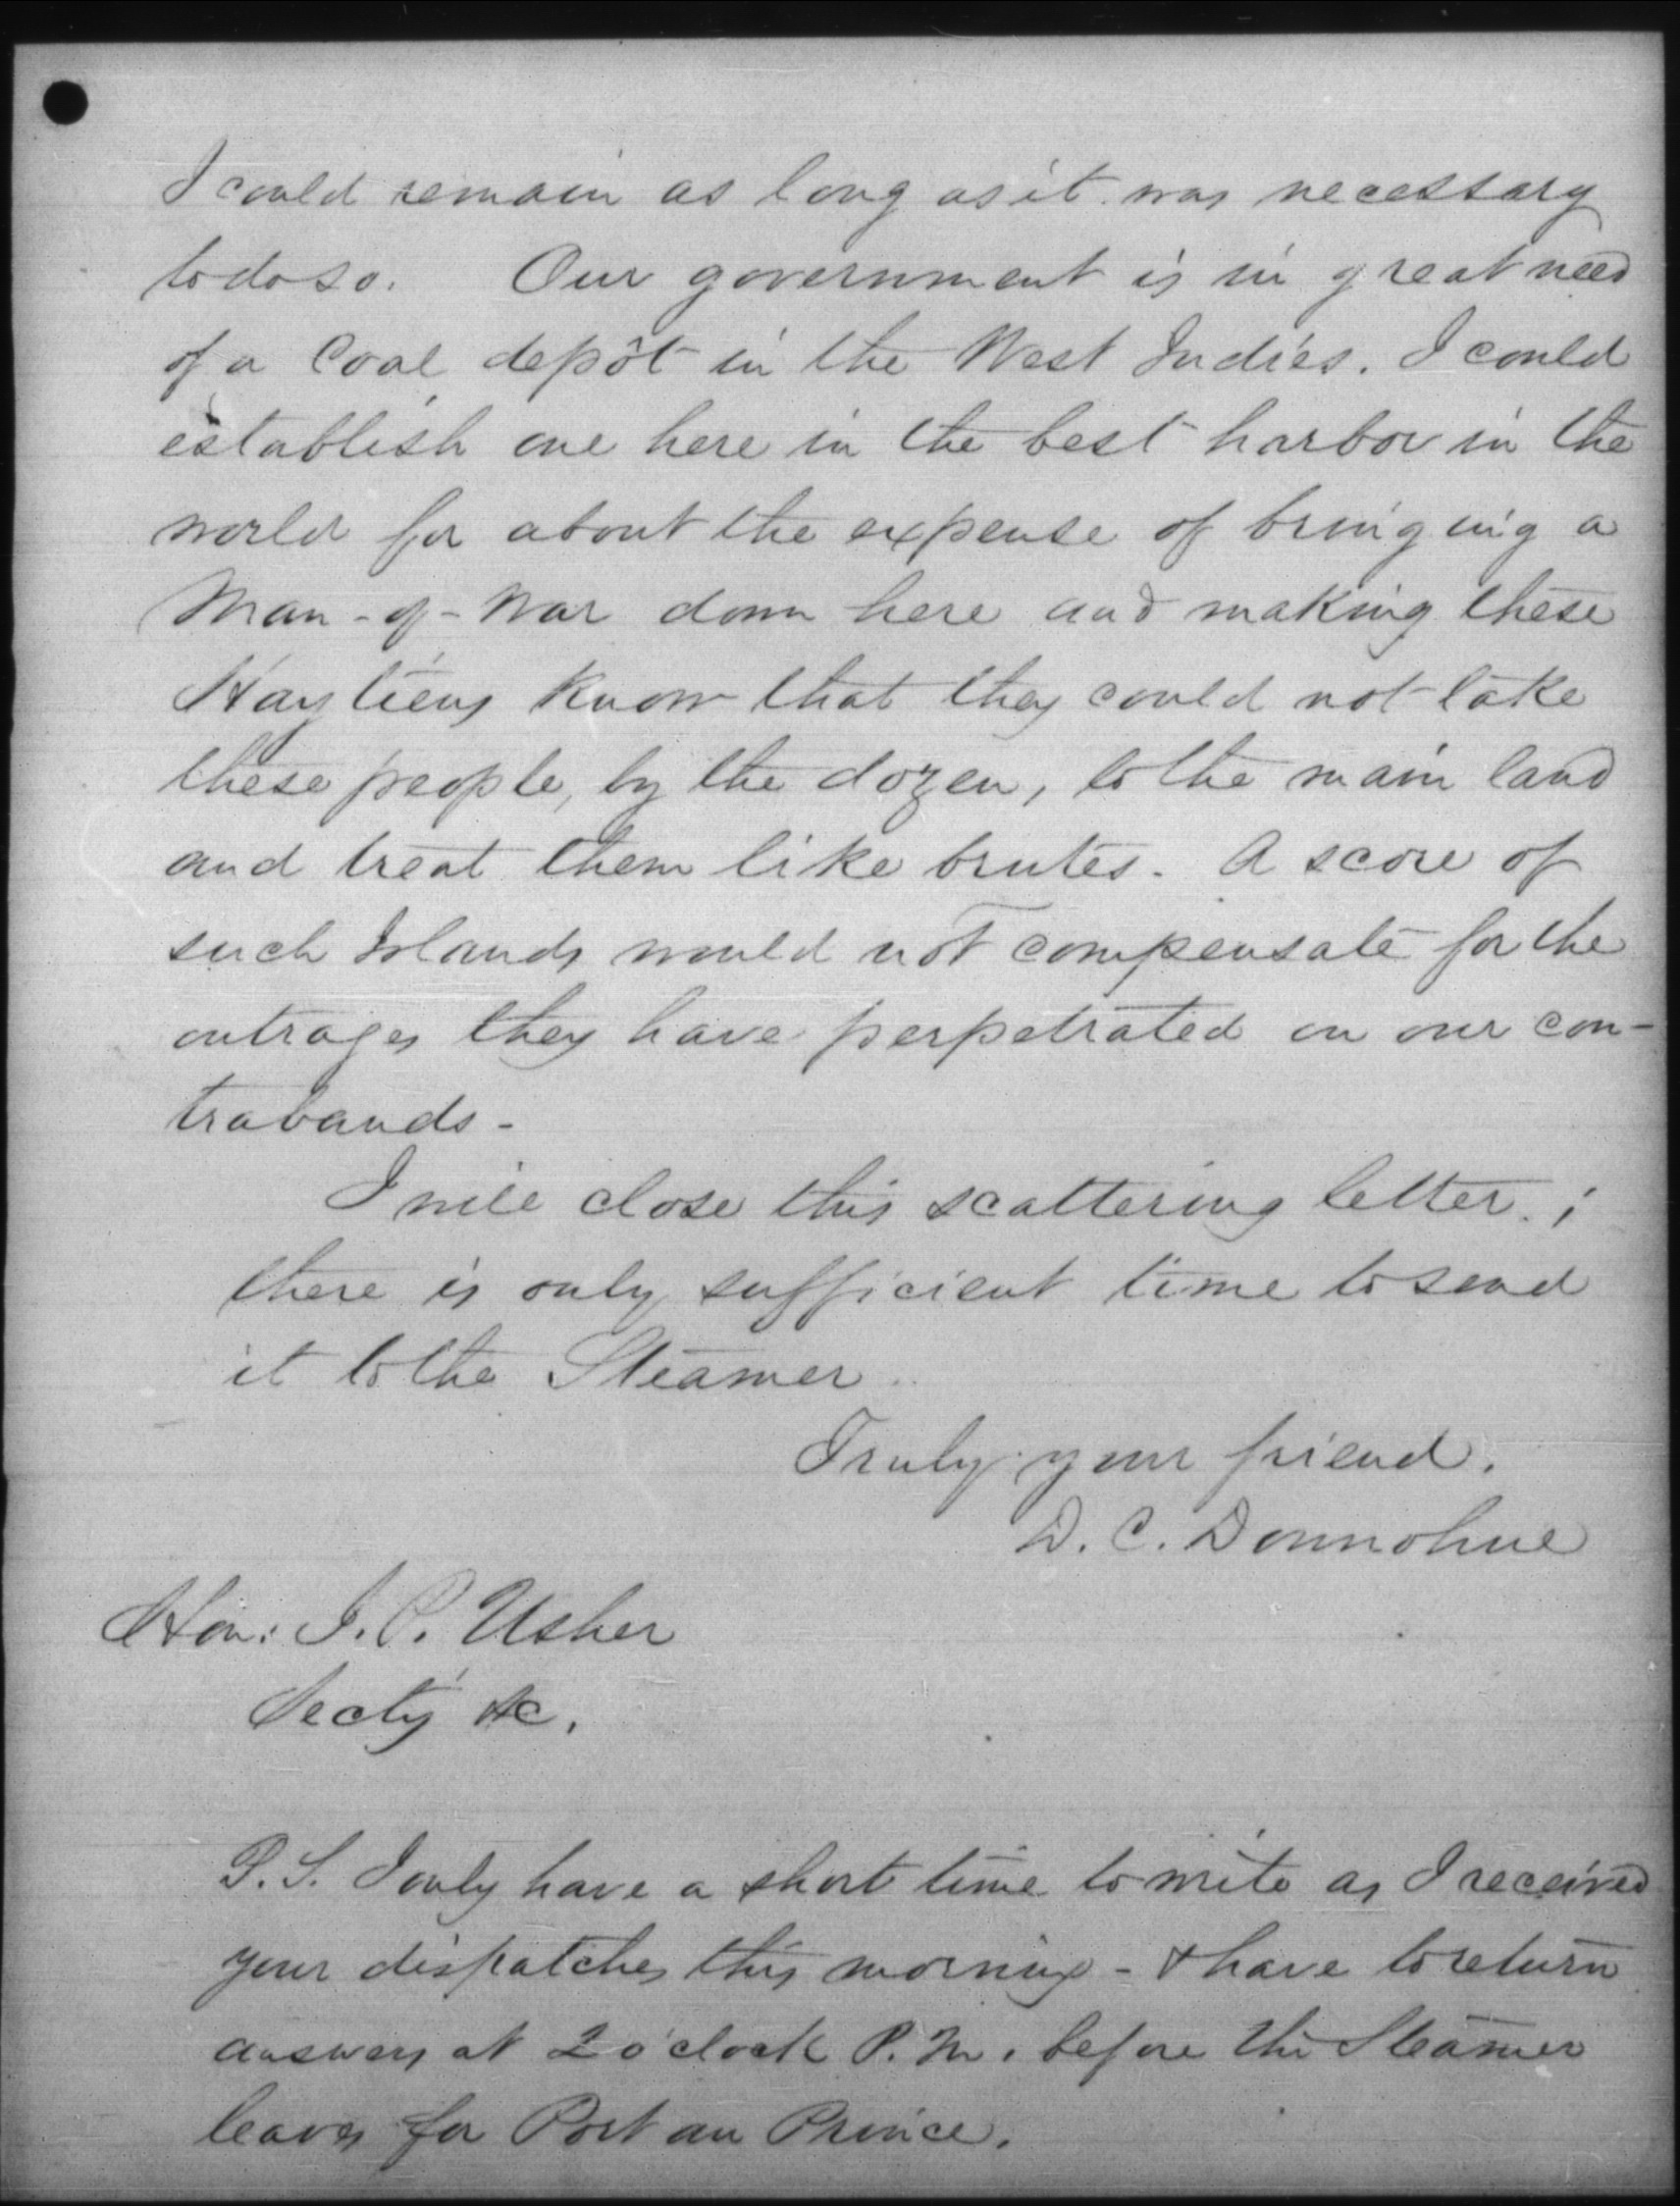 I could remain as long as it was necessary
to do so. Our government is in great need
of a Coal depôt in the West Indies. I could
establish one here in the best harbor in the
world for about the expense of bringing a
Man-of-War down here and making these
Haytiens know that they could not take
these people, by the dozen, to the main land
and treat them like brutes. A score of
such Islands would not compensate for the
outrages they have perpetrated on our con-
trabands-
I will close this scattering letter;
there is only sufficient time to send
it to the Steamer.
Truly your friend.
D. C. Donnohue
Hon: J. P. Usher
Secty &c.
P.S. I only have a short time to write as I received
your dispatches this morning - & have to return
answers at 2 o'clock P.M. before the Steamer
leaves for Port au Prince.